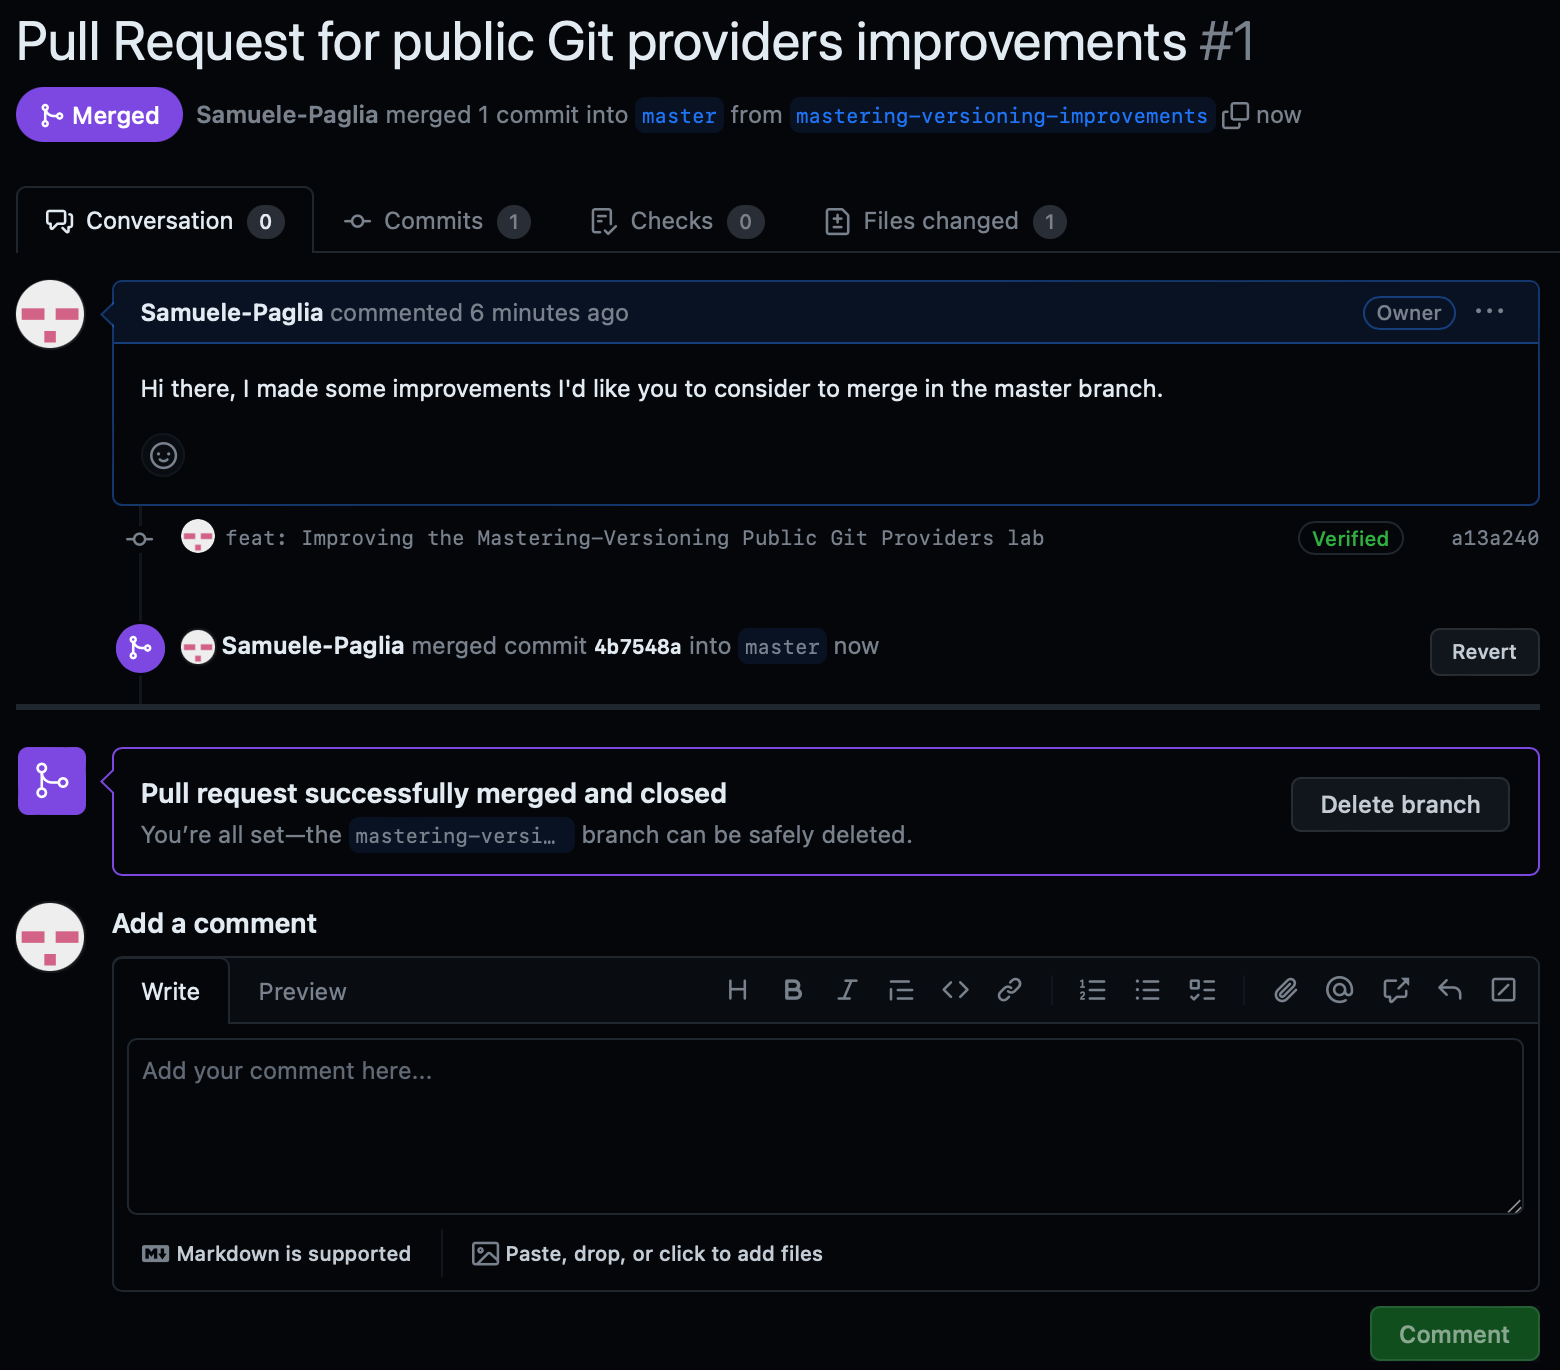 Pull Request for public Git providers improvements #1
Merged Samuele-Paglia merged 1 commit into master from mastering-versioning-improvements now
Conversation 0 Commits 1 Checks 0 Files changed 1
Samuele-Paglia commented 6 minutes ago Owner ...
Hi there, I made some improvements I'd like you to consider to merge in the master branch.
feat: Improving the Mastering-Versioning Public Git Providers lab Verified a13a240
Samuele-Paglia merged commit 4b7548a into master now
Revert
Pull request successfully merged and closed
Delete branch
You’re all set—the mastering-versi… branch can be safely deleted.
Add a comment
Write Preview
Add your comment here...
Markdown is supported Paste, drop, or click to add files
Comment